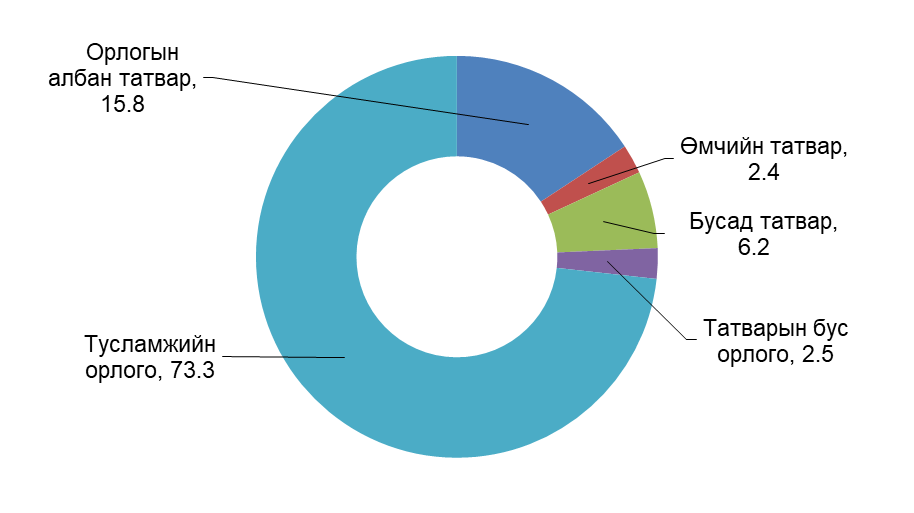 Орлогын
албан татвар,
15.8
Өмчийн татвар,
2.4
Бусад татвар,
6.2
Татварын бус
орлого, 2.5
Тусламжийн
орлого, 73.3